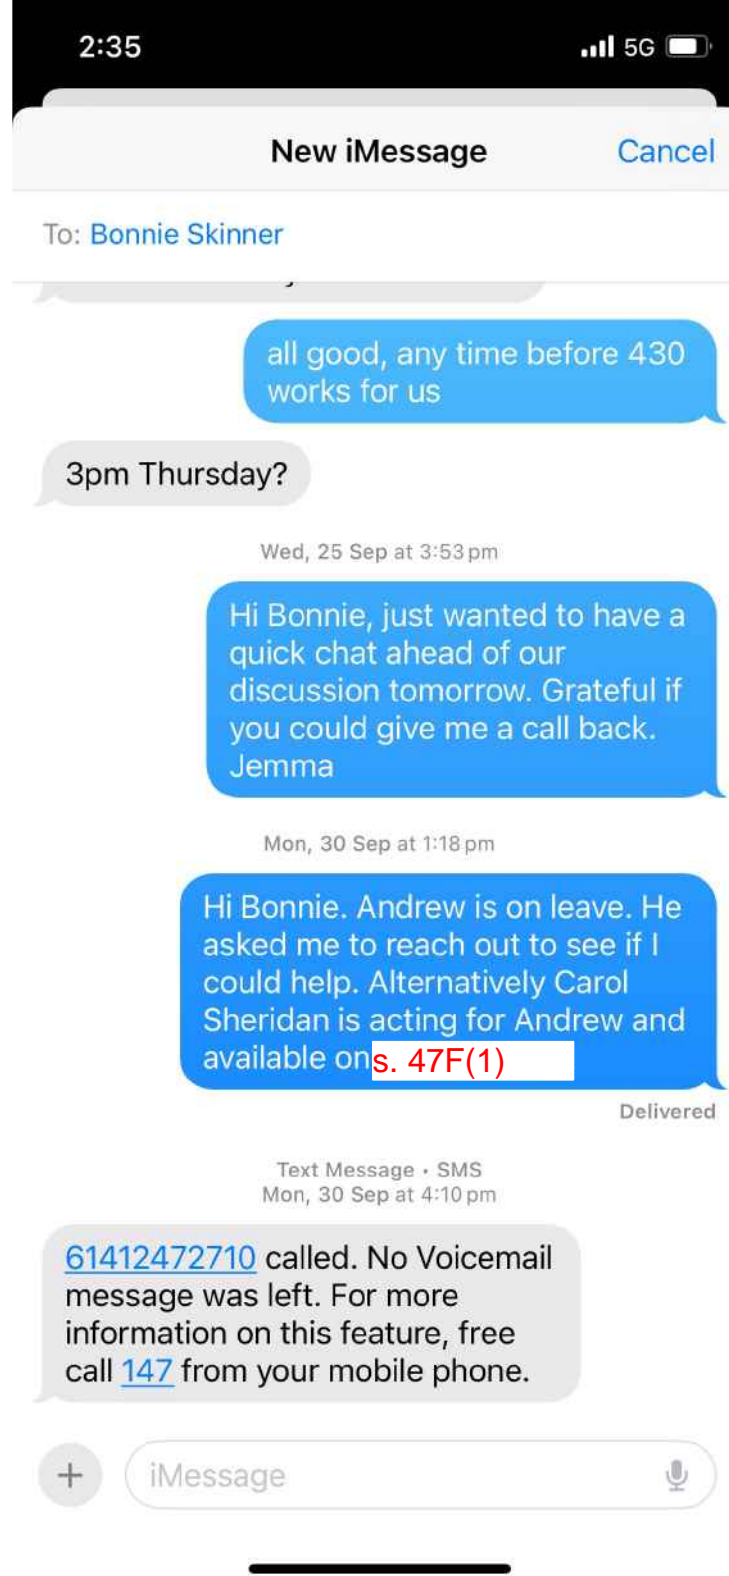 2:35
5G
New iMessage
Cancel
To: Bonnie Skinner
all good, any time before 430
works for us
3pm Thursday?
Wed, 25 Sep at 3:53 pm
Hi Bonnie, just wanted to have a
quick chat ahead of our
discussion tomorrow. Grateful if
you could give me a call back.
Jemma
Mon, 30 Sep at 1:18 pm
Hi Bonnie. Andrew is on leave. He
asked me to reach out to see if I
could help. Alternatively Carol
Sheridan is acting for Andrew and
available on s. 47F(1)
Delivered
Text Message • SMS
Mon, 30 Sep at 4:10 pm
61412472710 called. No Voicemail
message was left. For more
information on this feature, free
call 147 from your mobile phone.
iMessage